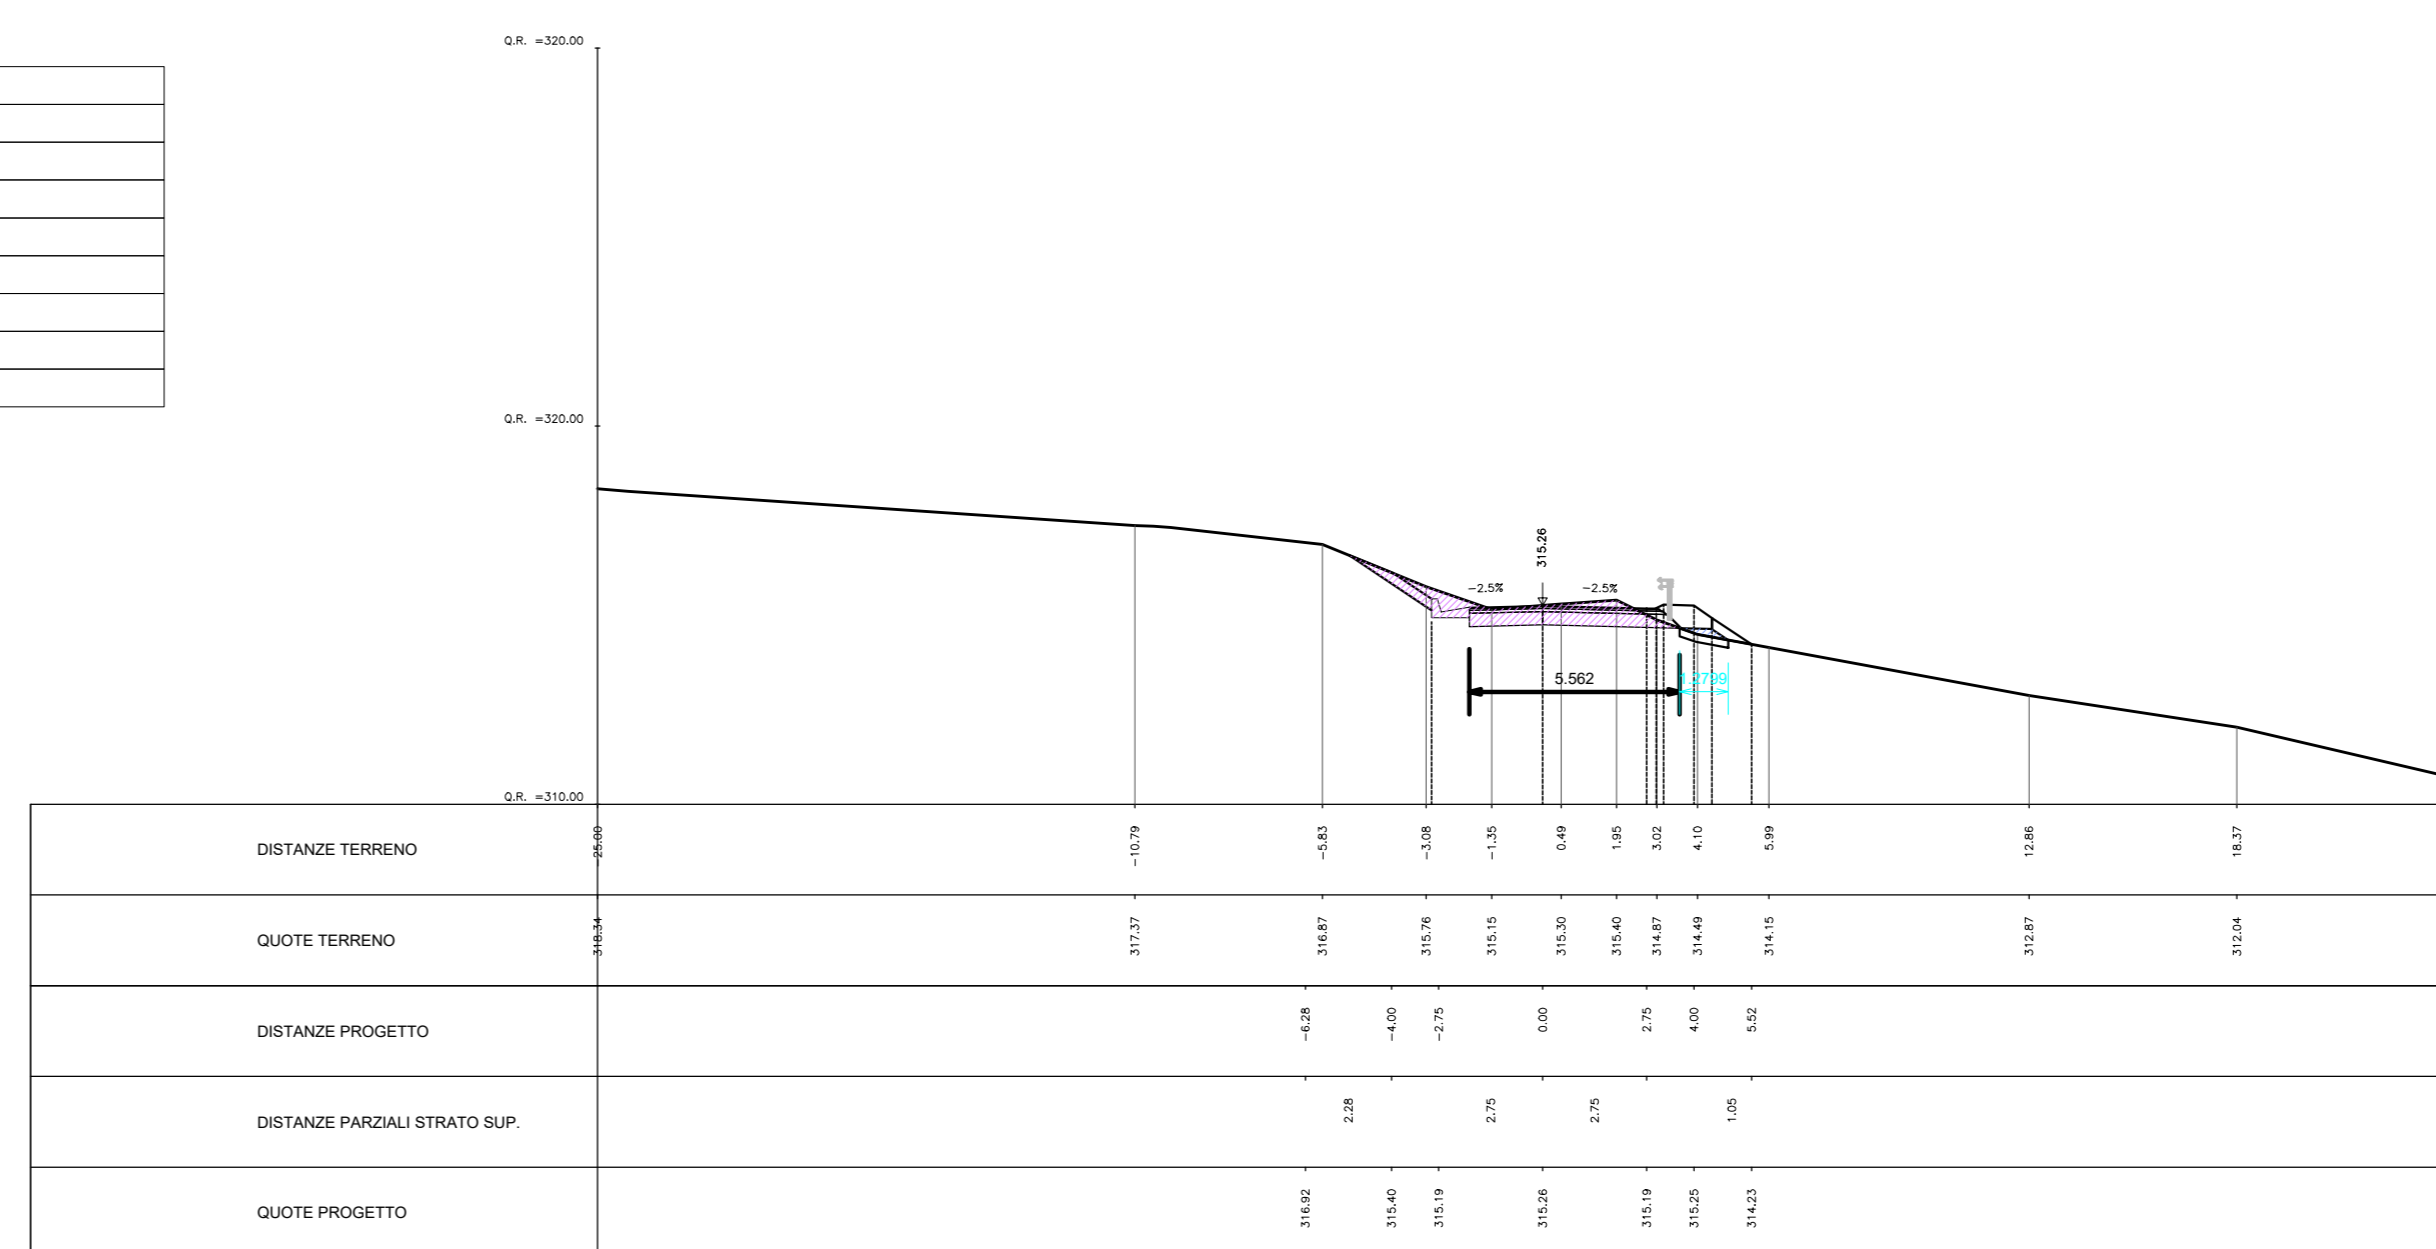 Q.R. =320.00
Q.R. =320.00
315.26
-2.5%
-2.5%
5.562
1.2799
Q.R. =310.00
DISTANZE TERRENO -25.00 -10.79 -5.83 -3.08 -1.35 0.49 1.95 3.02 4.10 5.99 12.86 18.37
QUOTE TERRENO 318.34 317.37 316.87 315.76 315.15 315.30 315.40 314.87 314.49 314.15 312.87 312.04
DISTANZE PROGETTO -6.28 -4.00 -2.75 0.00 2.75 4.00 5.52
DISTANZE PARZIALI STRATO SUP. 2.28 2.75 2.75 1.05
QUOTE PROGETTO 316.92 315.40 315.19 315.26 315.19 315.25 314.23